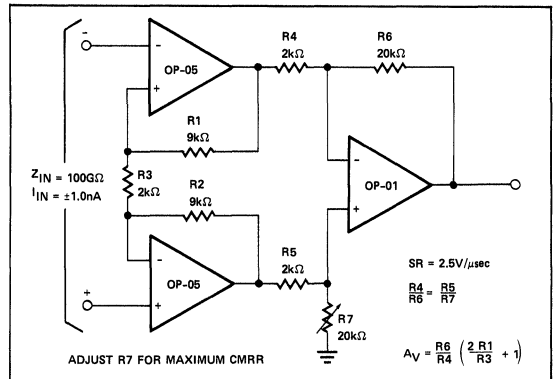 −
R4
2kΩ
R6
20kΩ
−
OP-05
+
R1
9kΩ
Z_IN = 100GΩ
I_IN = ±1.0nA
R3
2kΩ
R2
9kΩ
−
OP-01
+
−
OP-05
+
+
R5
2kΩ
R7
20kΩ
SR = 2.5V/μsec
R4/R6 = R5/R7
ADJUST R7 FOR MAXIMUM CMRR
A_V = R6/R4 (2 R1/R3 + 1)